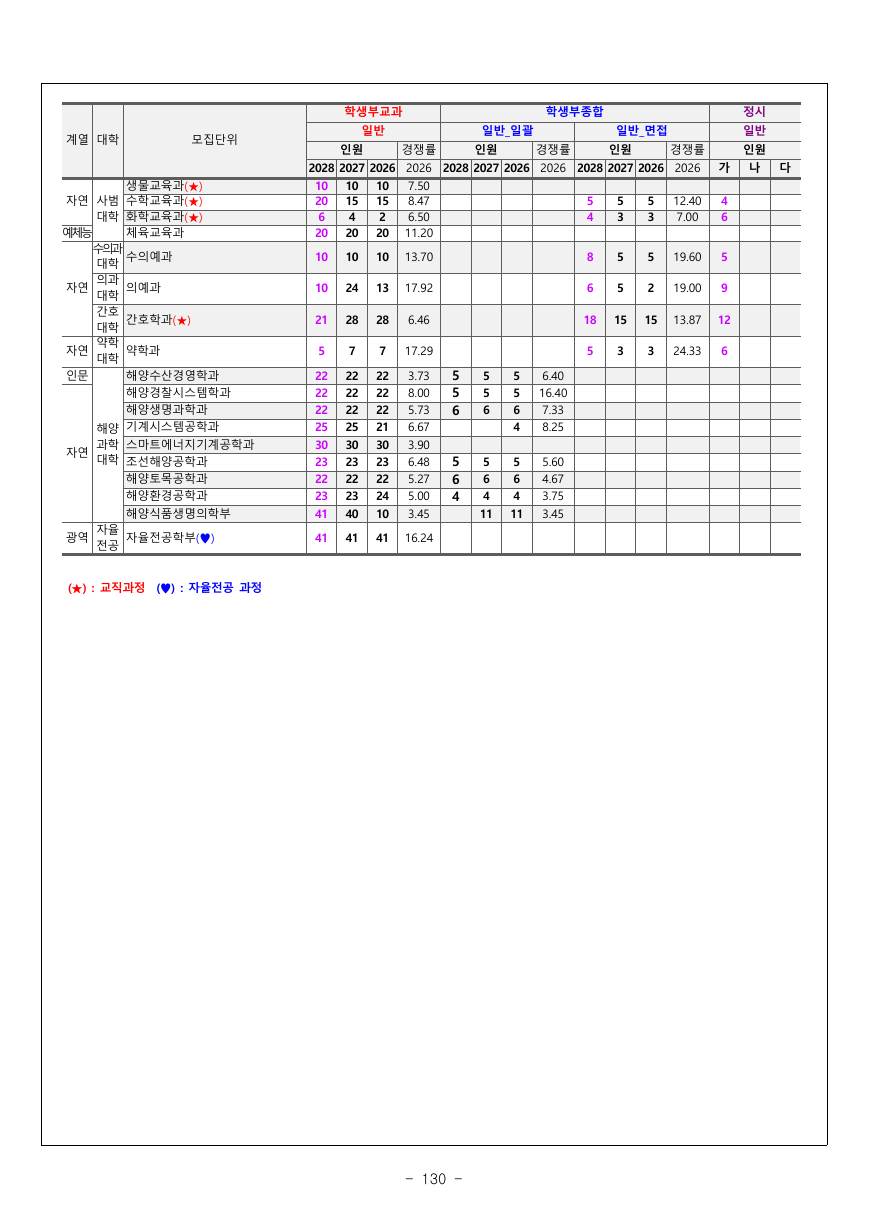 계열 대학 모집단위 학생부교과 학생부종합 정시
일반 일반_일괄 일반_면접 일반
인원 경쟁률 인원 경쟁률 인원 경쟁률 인원
2028 2027 2026 2026 2028 2027 2026 2026 2028 2027 2026 2026 가 나 다
자연 사범대학 생물교육과(★) 10 10 10 7.50
수학교육과(★) 20 15 15 8.47 5 5 5 12.40 4
화학교육과(★) 6 4 2 6.50 4 3 3 7.00 6
예체능 체육교육과 20 20 20 11.20
자연 수의과대학 수의예과 10 10 10 13.70 8 5 5 19.60 5
의과대학 의예과 10 24 13 17.92 6 5 2 19.00 9
간호대학 간호학과(★) 21 28 28 6.46 18 15 15 13.87 12
자연 약학대학 약학과 5 7 7 17.29 5 3 3 24.33 6
인문 해양과학대학 해양수산경영학과 22 22 22 3.73 5 5 5 6.40
자연 해양경찰시스템학과 22 22 22 8.00 5 5 5 16.40
해양생명과학과 22 22 22 5.73 6 6 6 7.33
기계시스템공학과 25 25 21 6.67 4 8.25
스마트에너지기계공학과 30 30 30 3.90
조선해양공학과 23 23 23 6.48 5 5 5 5.60
해양토목공학과 22 22 22 5.27 6 6 6 4.67
해양환경공학과 23 23 24 5.00 4 4 4 3.75
해양식품생명의학부 41 40 10 3.45 11 11 3.45
광역 자율전공 자율전공학부(♥) 41 41 41 16.24
(★) : 교직과정 (♥) : 자율전공 과정
- 130 -